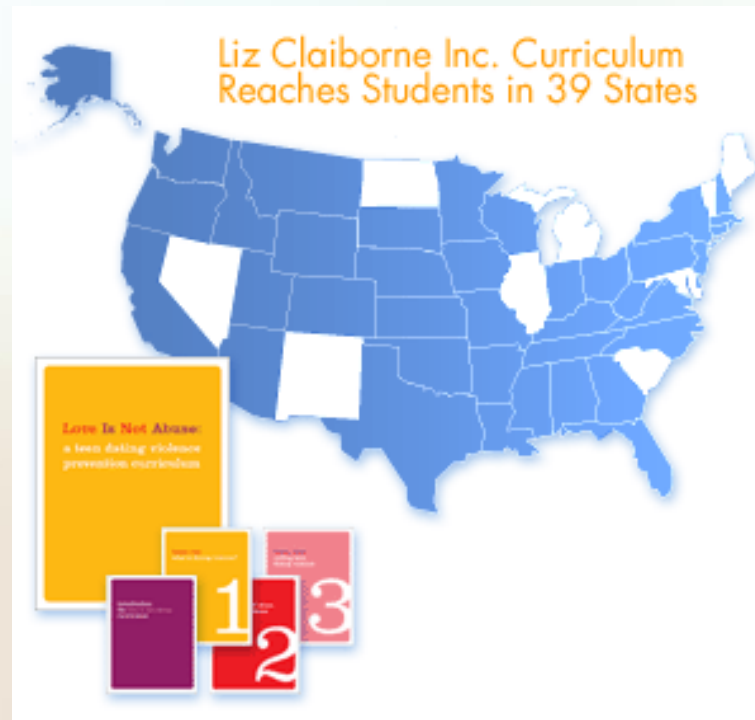 Liz Claiborne Inc. Curriculum
Reaches Students in 39 States
Love Is Not Abuse:
a teen dating violence
prevention curriculum
1
2
3